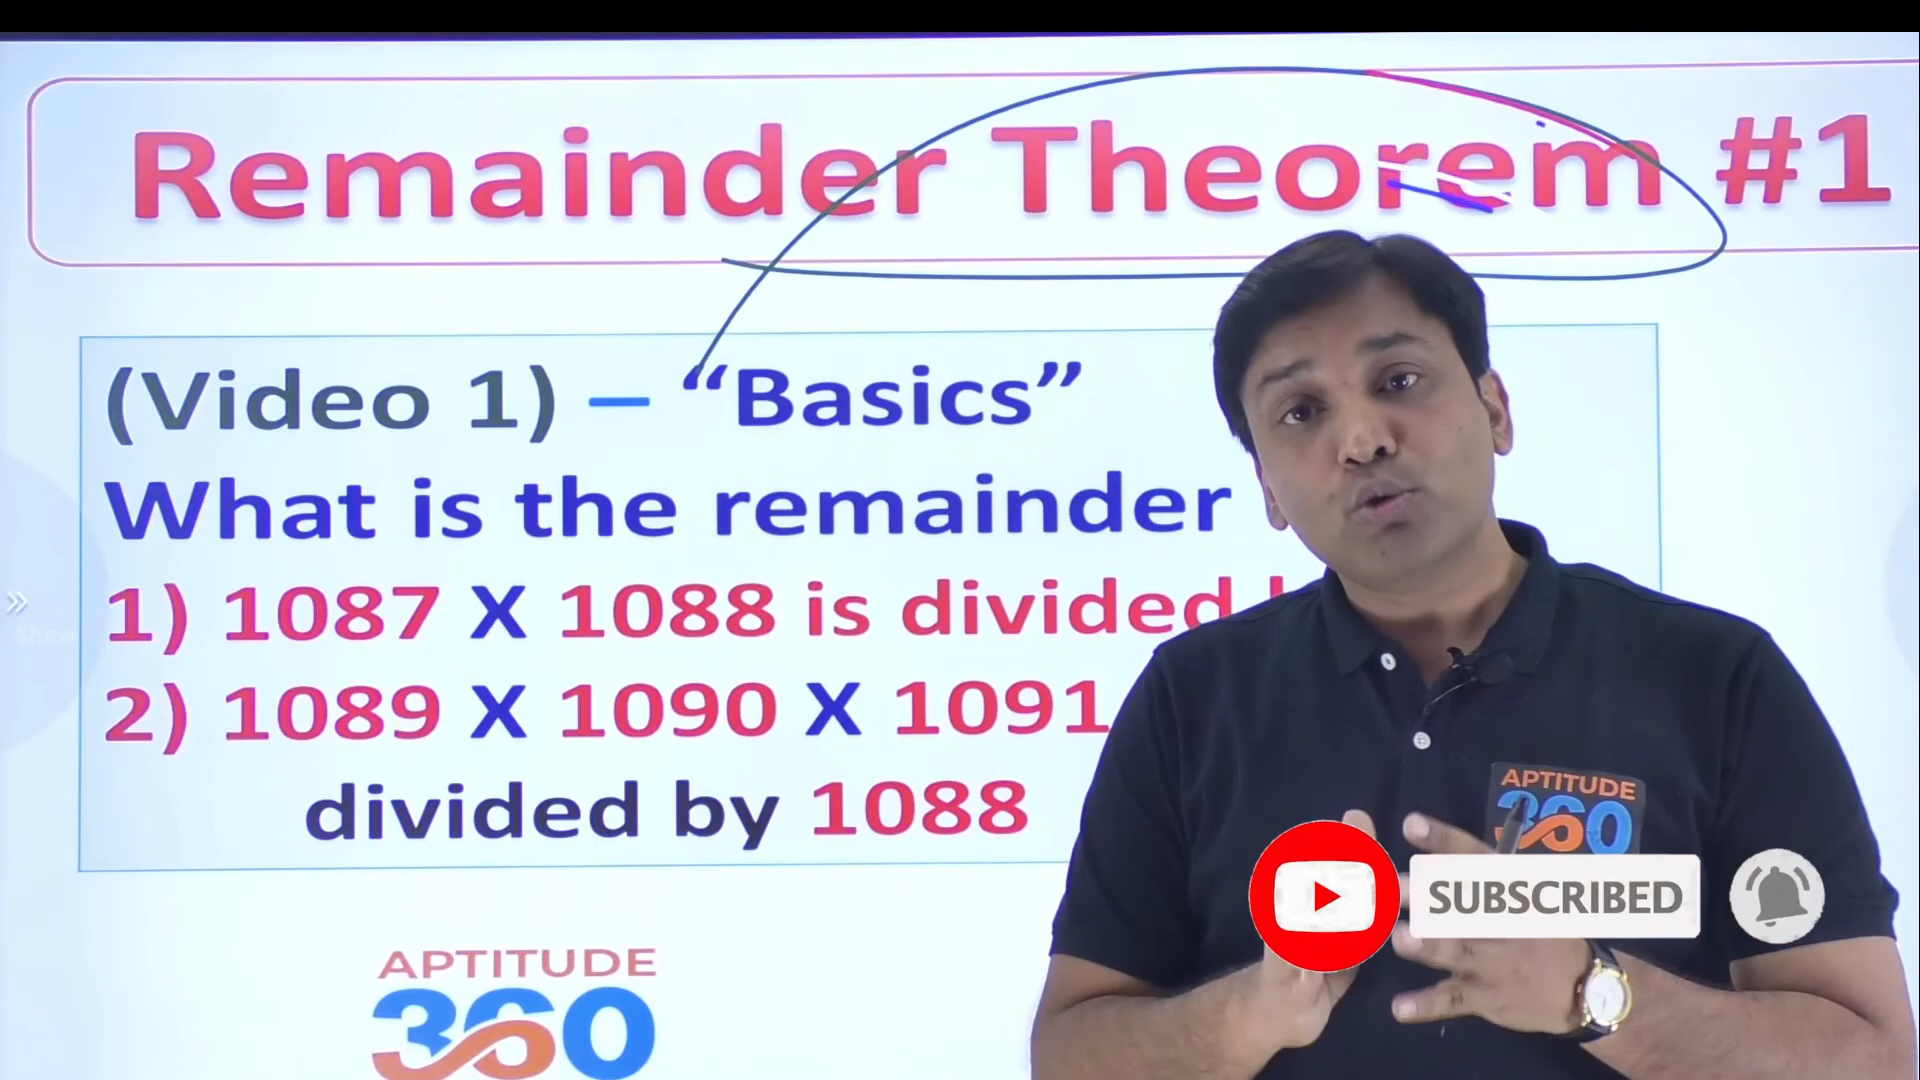 Remainder Theorem #1
(Video 1) – “Basics”
What is the remainder
1) 1087 X 1088 is divided
2) 1089 X 1090 X 1091
divided by 1088
APTITUDE
360
SUBSCRIBED
APTITUDE
360